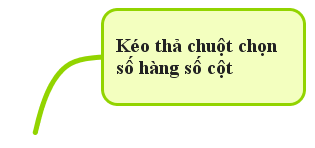 Kéo thả chuột chọn
số hàng số cột